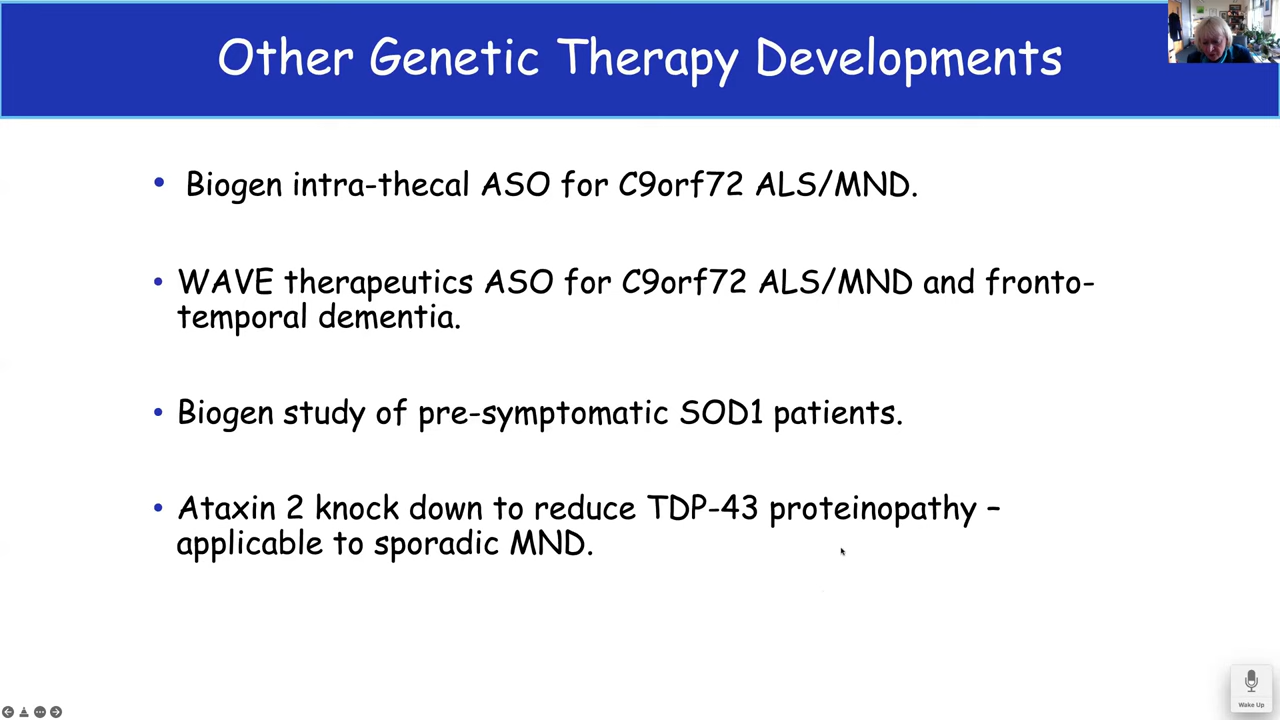 Other Genetic Therapy Developments
• Biogen intra-thecal ASO for C9orf72 ALS/MND.
• WAVE therapeutics ASO for C9orf72 ALS/MND and fronto-
temporal dementia.
• Biogen study of pre-symptomatic SOD1 patients.
• Ataxin 2 knock down to reduce TDP-43 proteinopathy –
applicable to sporadic MND.
Wake Up